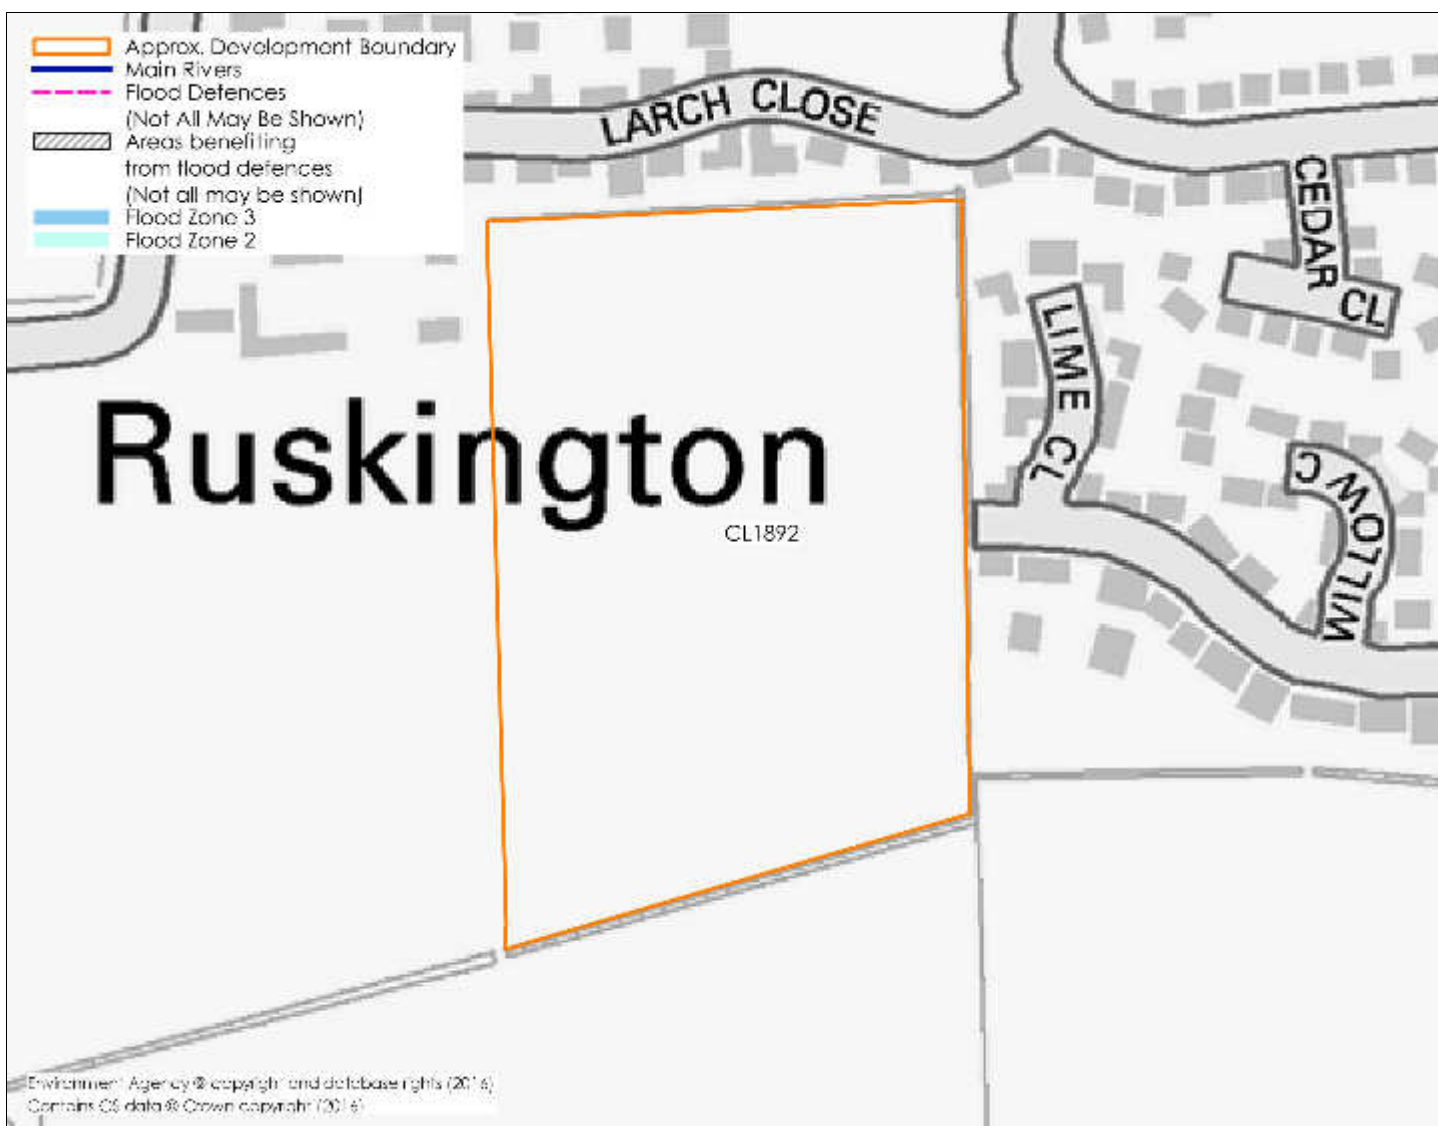 Approx. Development Boundary
Main Rivers
Flood Defences
(Not All May Be Shown)
Areas benefiting
from flood defences
(Not all may be shown)
Flood Zone 3
Flood Zone 2
LARCH CLOSE
CEDAR CL
LIME CL
WILLOW C
Ruskington
CL1892
Environment Agency © copyright and database rights (2016)
Contains OS data © Crown copyright (2016)